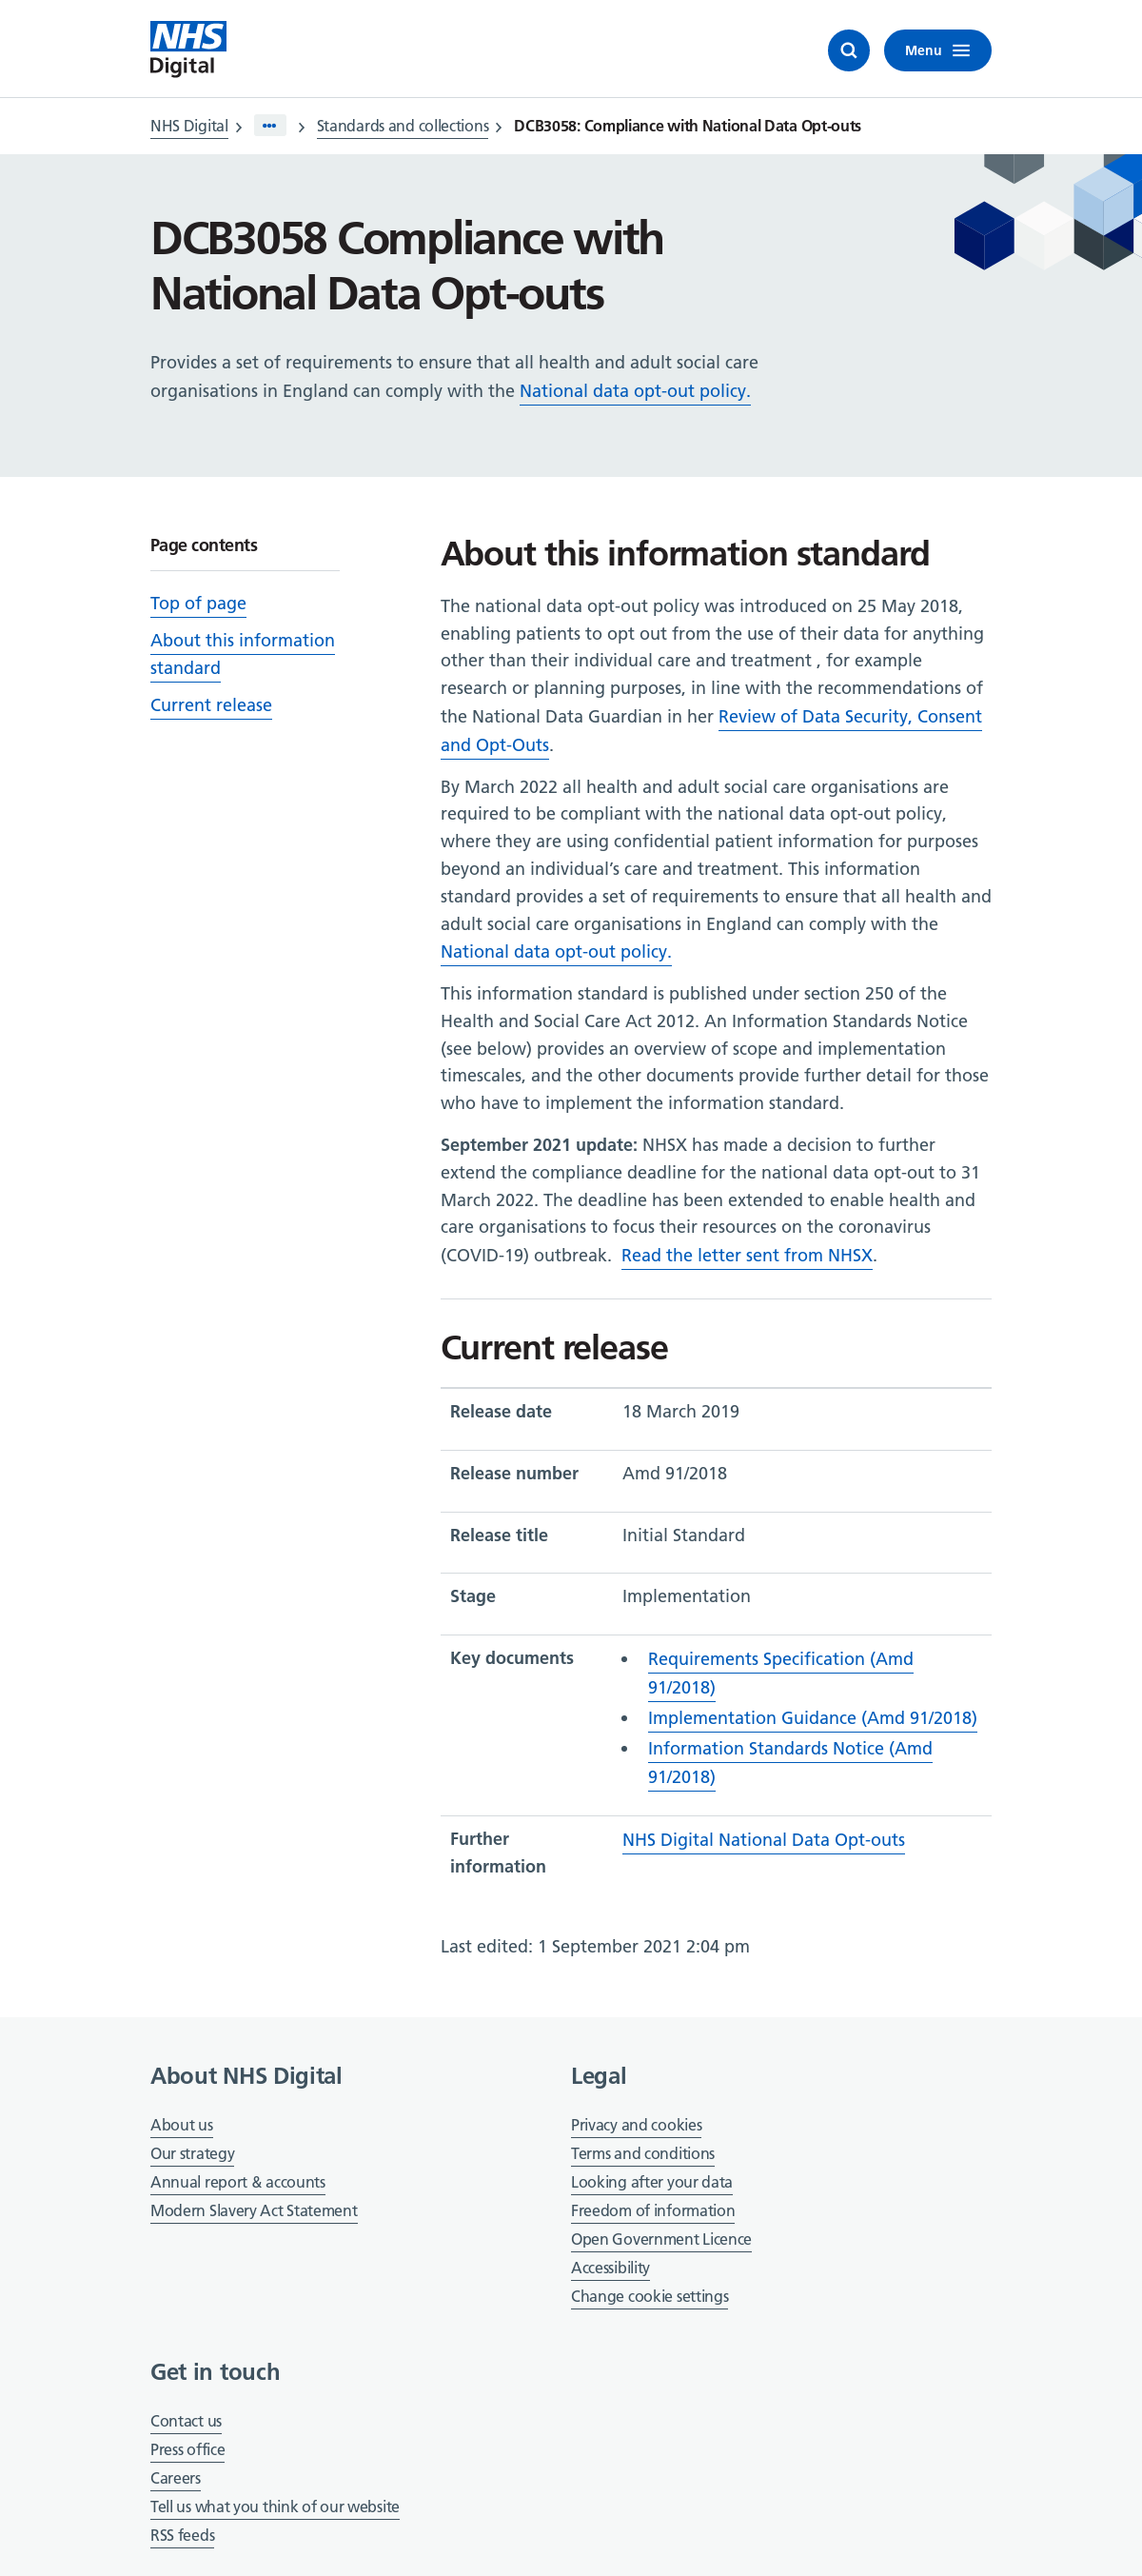 NHS
Digital
Menu
NHS Digital > ••• > Standards and collections > DCB3058: Compliance with National Data Opt-outs
DCB3058 Compliance with
National Data Opt-outs
Provides a set of requirements to ensure that all health and adult social care
organisations in England can comply with the National data opt-out policy.
Page contents
Top of page
About this information
standard
Current release
About this information standard
The national data opt-out policy was introduced on 25 May 2018,
enabling patients to opt out from the use of their data for anything
other than their individual care and treatment , for example
research or planning purposes, in line with the recommendations of
the National Data Guardian in her Review of Data Security, Consent
and Opt-Outs.
By March 2022 all health and adult social care organisations are
required to be compliant with the national data opt-out policy,
where they are using confidential patient information for purposes
beyond an individual’s care and treatment. This information
standard provides a set of requirements to ensure that all health and
adult social care organisations in England can comply with the
National data opt-out policy.
This information standard is published under section 250 of the
Health and Social Care Act 2012. An Information Standards Notice
(see below) provides an overview of scope and implementation
timescales, and the other documents provide further detail for those
who have to implement the information standard.
September 2021 update: NHSX has made a decision to further
extend the compliance deadline for the national data opt-out to 31
March 2022. The deadline has been extended to enable health and
care organisations to focus their resources on the coronavirus
(COVID-19) outbreak. Read the letter sent from NHSX.
Current release
Release date 18 March 2019
Release number Amd 91/2018
Release title Initial Standard
Stage Implementation
Key documents • Requirements Specification (Amd
91/2018)
• Implementation Guidance (Amd 91/2018)
• Information Standards Notice (Amd
91/2018)
Further NHS Digital National Data Opt-outs
information
Last edited: 1 September 2021 2:04 pm
About NHS Digital
About us
Our strategy
Annual report & accounts
Modern Slavery Act Statement
Legal
Privacy and cookies
Terms and conditions
Looking after your data
Freedom of information
Open Government Licence
Accessibility
Change cookie settings
Get in touch
Contact us
Press office
Careers
Tell us what you think of our website
RSS feeds